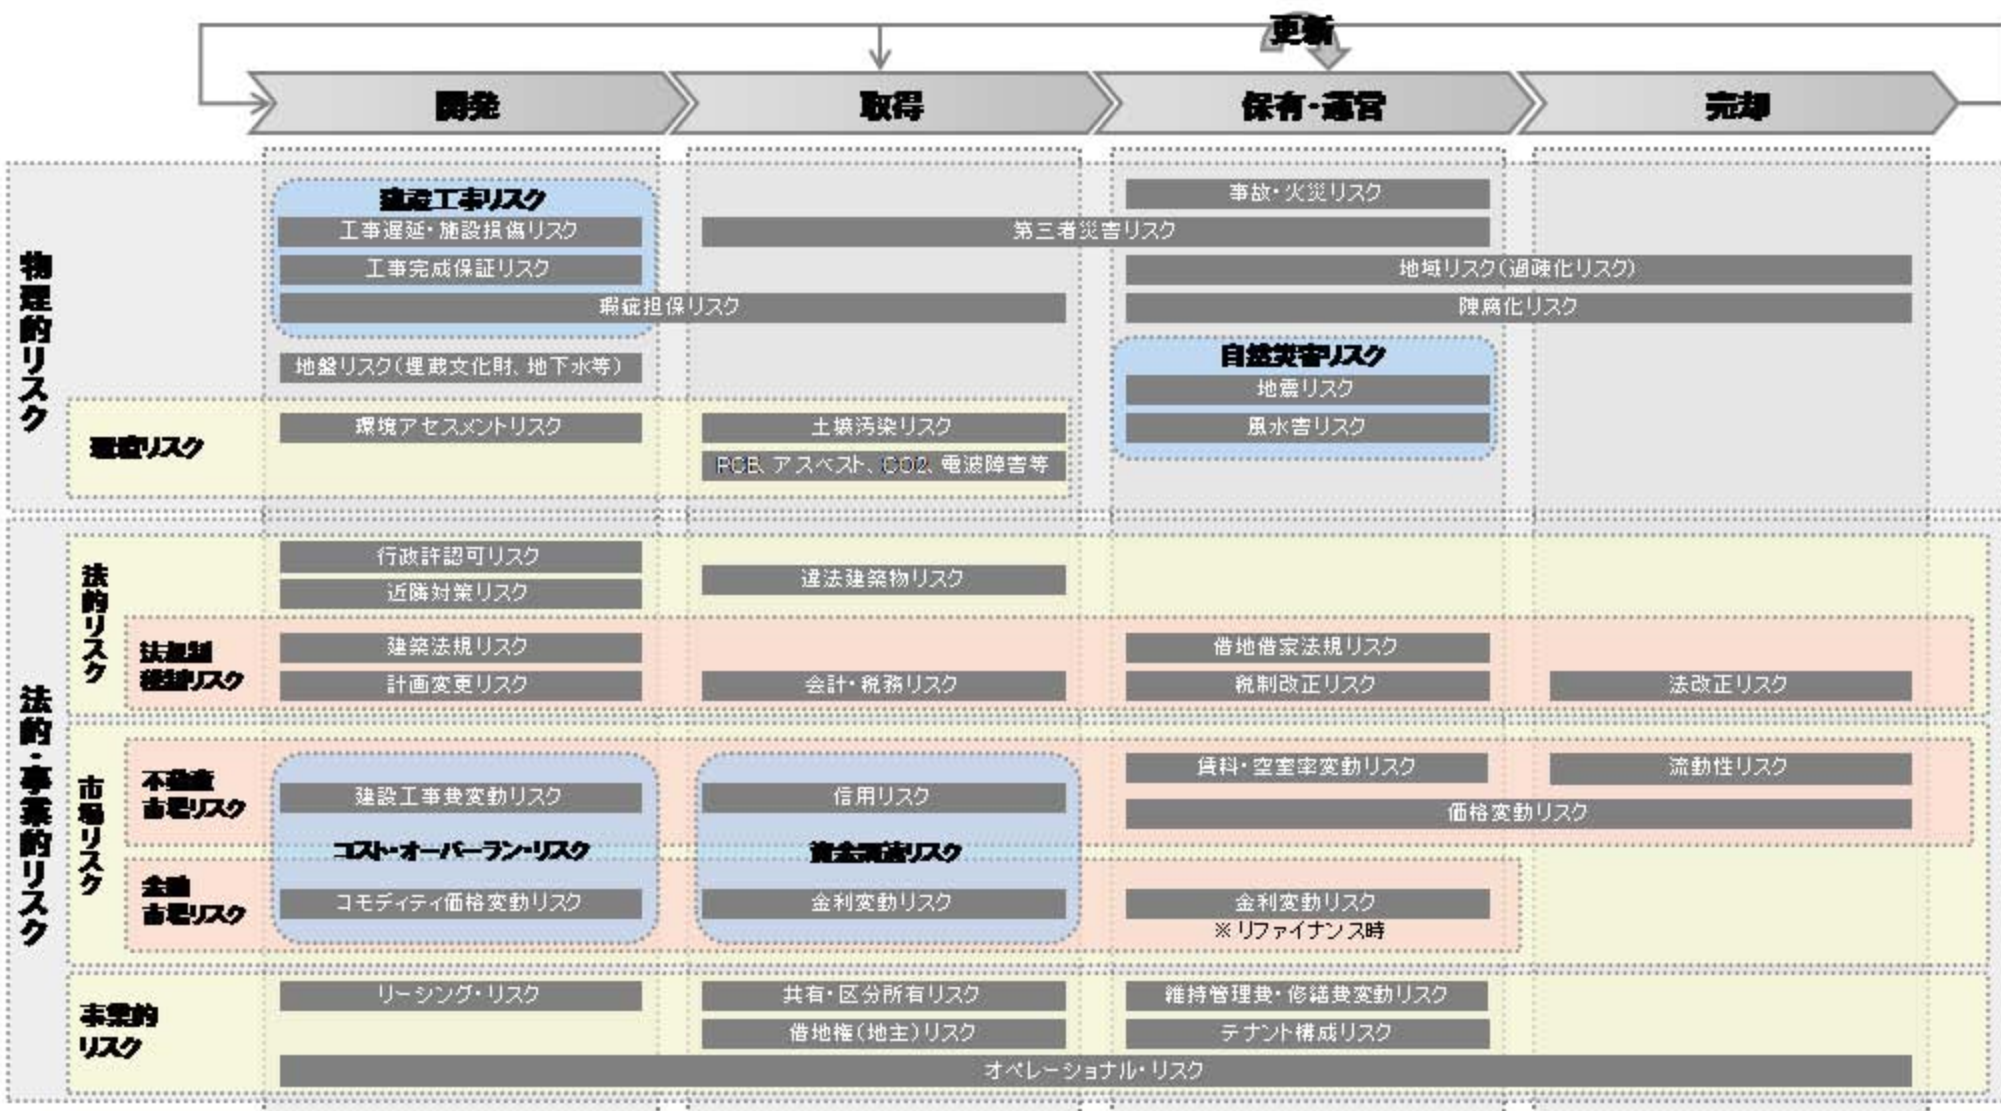 更新
開発
取得
保有・運営
売却
物理的リスク
建設工事リスク
工事遅延・施設損傷リスク
工事完成保証リスク
瑕疵担保リスク
地盤リスク(埋蔵文化財、地下水等)
第三者災害リスク
事故・火災リスク
地域リスク(過疎化リスク)
陳腐化リスク
自然災害リスク
地震リスク
風水害リスク
環境リスク
環境アセスメントリスク
土壌汚染リスク
PCB、アスベスト、CO2、電波障害等
法的・事業的リスク
法的リスク
行政許認可リスク
近隣対策リスク
違法建築物リスク
法規制
税制リスク
建築法規リスク
計画変更リスク
会計・税務リスク
借地借家法規リスク
税制改正リスク
法改正リスク
市場リスク
不動産
市場リスク
建設工事費変動リスク
信用リスク
賃料・空室率変動リスク
流動性リスク
価格変動リスク
コスト・オーバーラン・リスク
資金調達リスク
金融
市場リスク
コモディティ価格変動リスク
金利変動リスク
金利変動リスク
※リファイナンス時
事業的
リスク
リーシング・リスク
共有・区分所有リスク
借地権(地主)リスク
維持管理費・修繕費変動リスク
テナント構成リスク
オペレーショナル・リスク